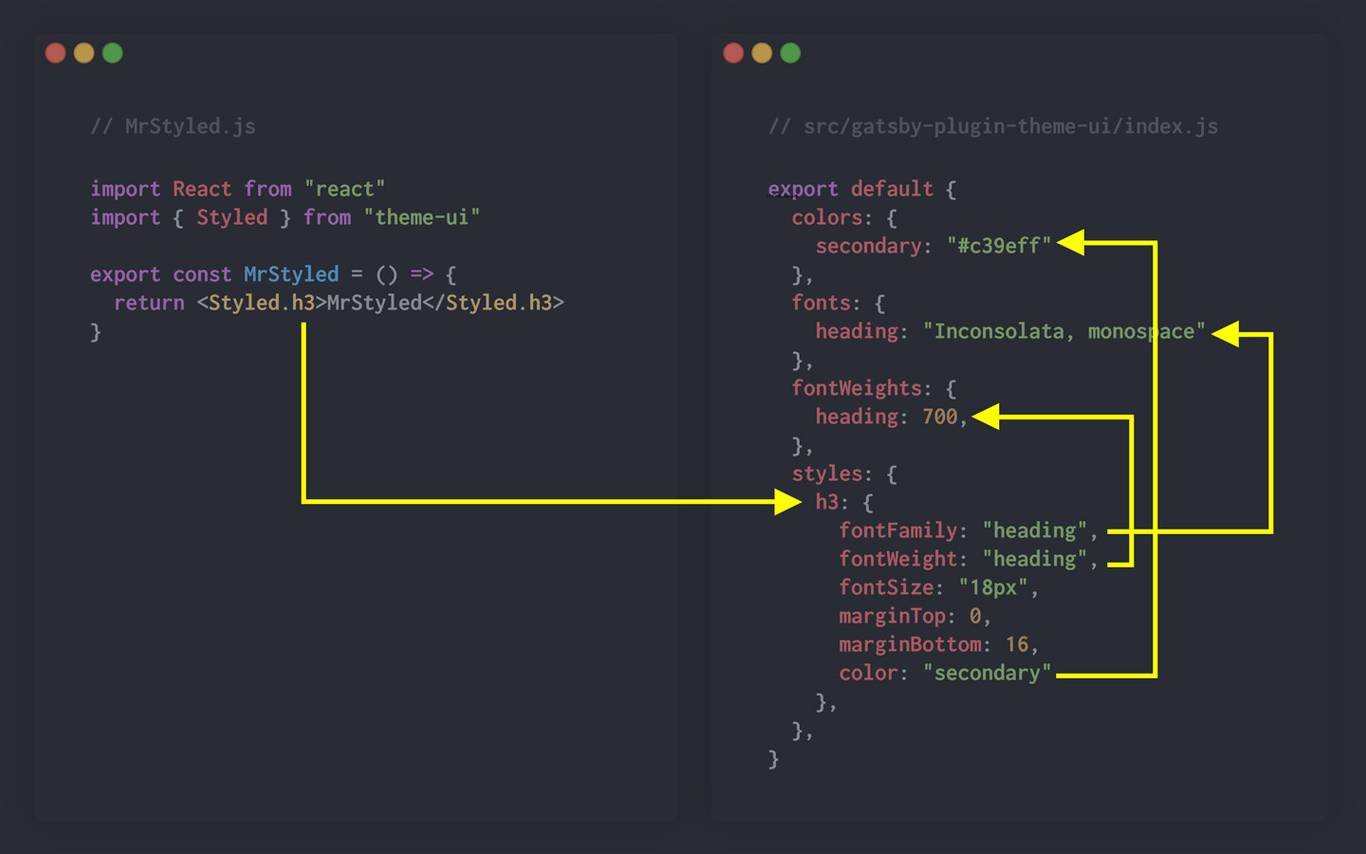 // MrStyled.js
import React from "react"
import { Styled } from "theme-ui"
export const MrStyled = () => {
  return <Styled.h3>MrStyled</Styled.h3>
}
// src/gatsby-plugin-theme-ui/index.js
export default {
  colors: {
    secondary: "#c39eff"
  },
  fonts: {
    heading: "Inconsolata, monospace"
  },
  fontWeights: {
    heading: 700,
  },
  styles: {
    h3: {
      fontFamily: "heading",
      fontWeight: "heading",
      fontSize: "18px",
      marginTop: 0,
      marginBottom: 16,
      color: "secondary"
    },
  },
}